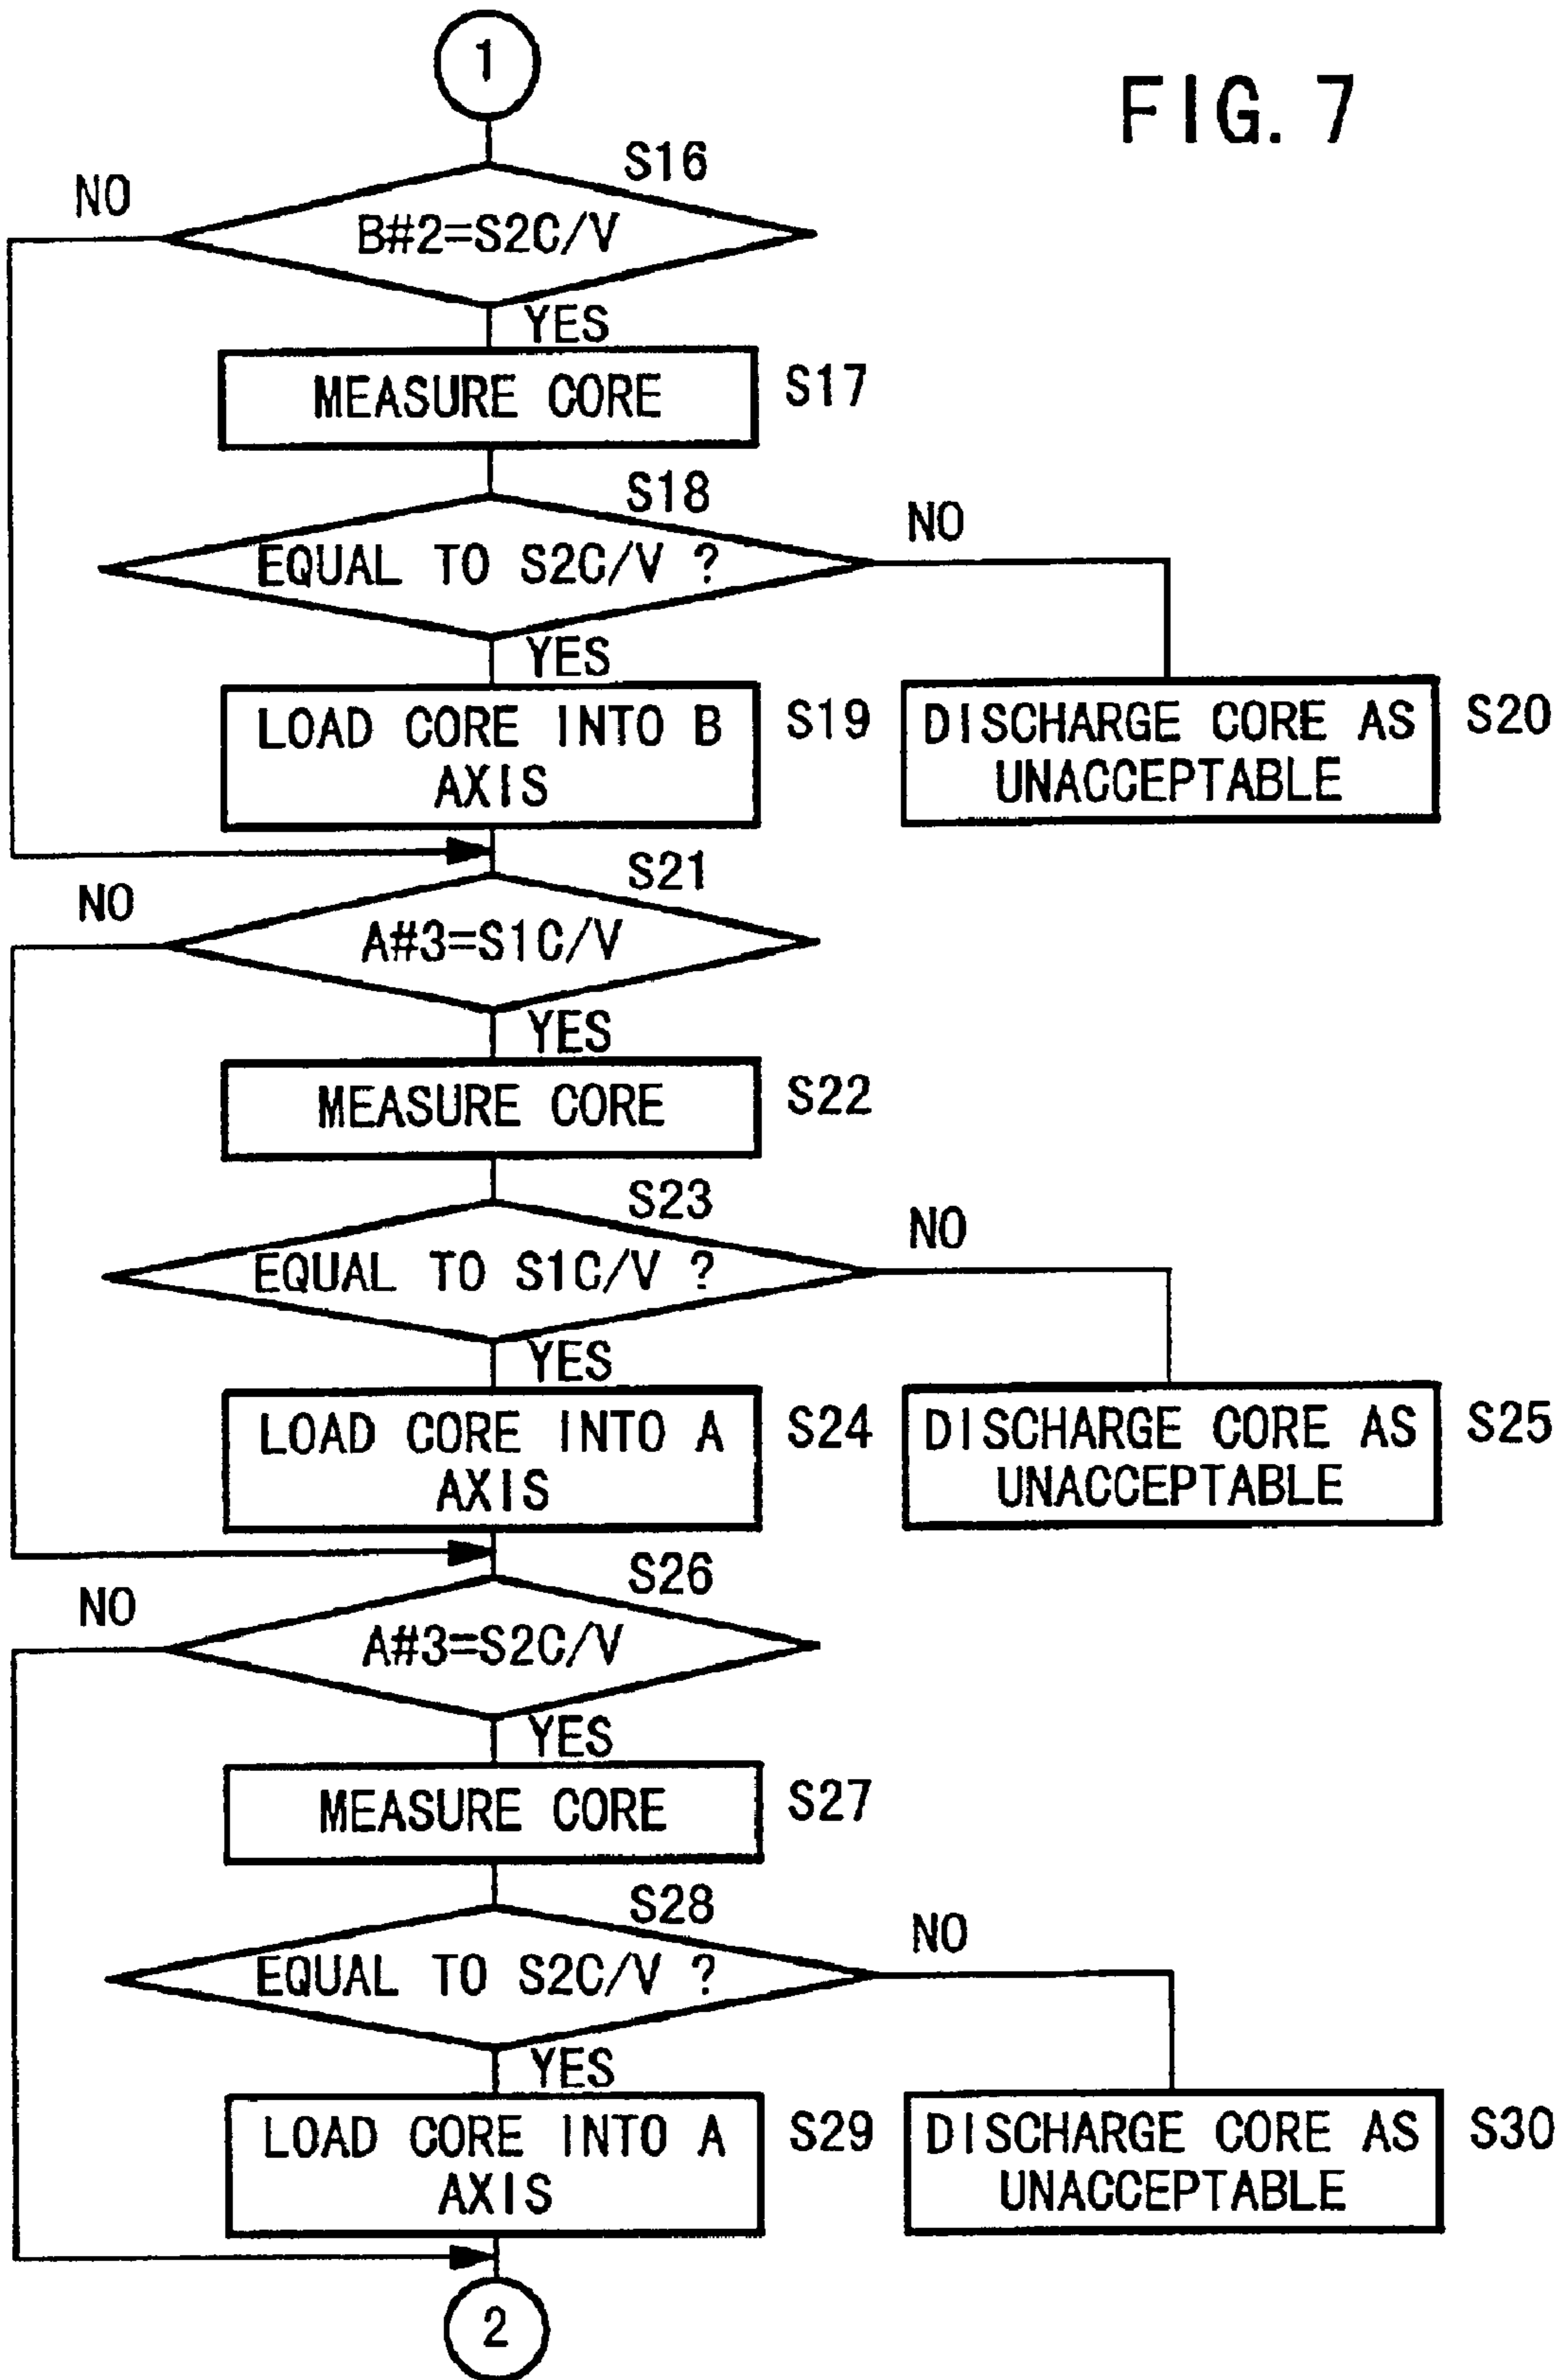 1
FIG. 7
S16
NO
B#2=S2C/V
YES
MEASURE CORE
S17
S18
NO
EQUAL TO S2C/V ?
YES
LOAD CORE INTO B
AXIS
S19
DISCHARGE CORE AS
UNACCEPTABLE
S20
S21
NO
A#3=S1C/V
YES
MEASURE CORE
S22
S23
NO
EQUAL TO S1C/V ?
YES
LOAD CORE INTO A
AXIS
S24
DISCHARGE CORE AS
UNACCEPTABLE
S25
S26
NO
A#3=S2C/V
YES
MEASURE CORE
S27
S28
NO
EQUAL TO S2C/V ?
YES
LOAD CORE INTO A
AXIS
S29
DISCHARGE CORE AS
UNACCEPTABLE
S30
2